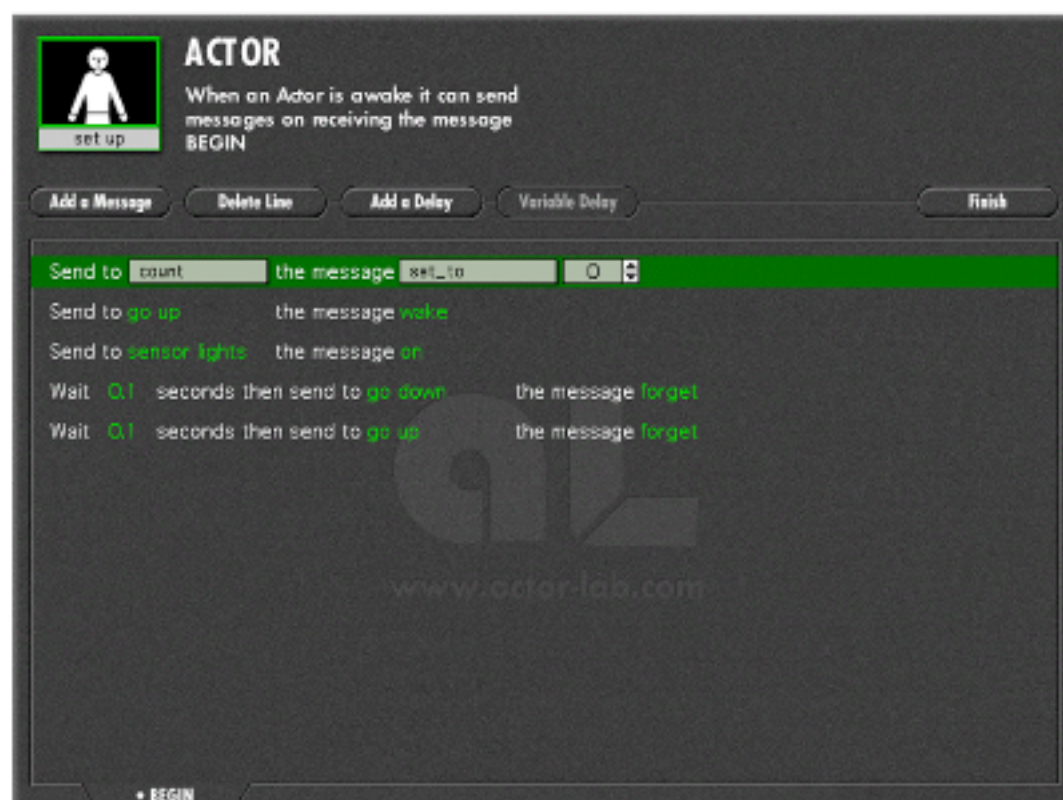 ACTOR
When an Actor is awake it can send
messages on receiving the message
BEGIN
set up
Add a Message Delete Line Add a Delay Variable Delay Finish
Send to count the message set_to 0
Send to go up the message wake
Send to sensor lights the message on
Wait 0.1 seconds then send to go down the message forget
Wait 0.1 seconds then send to go up the message forget
aL
www.actor-lab.com
• BEGIN